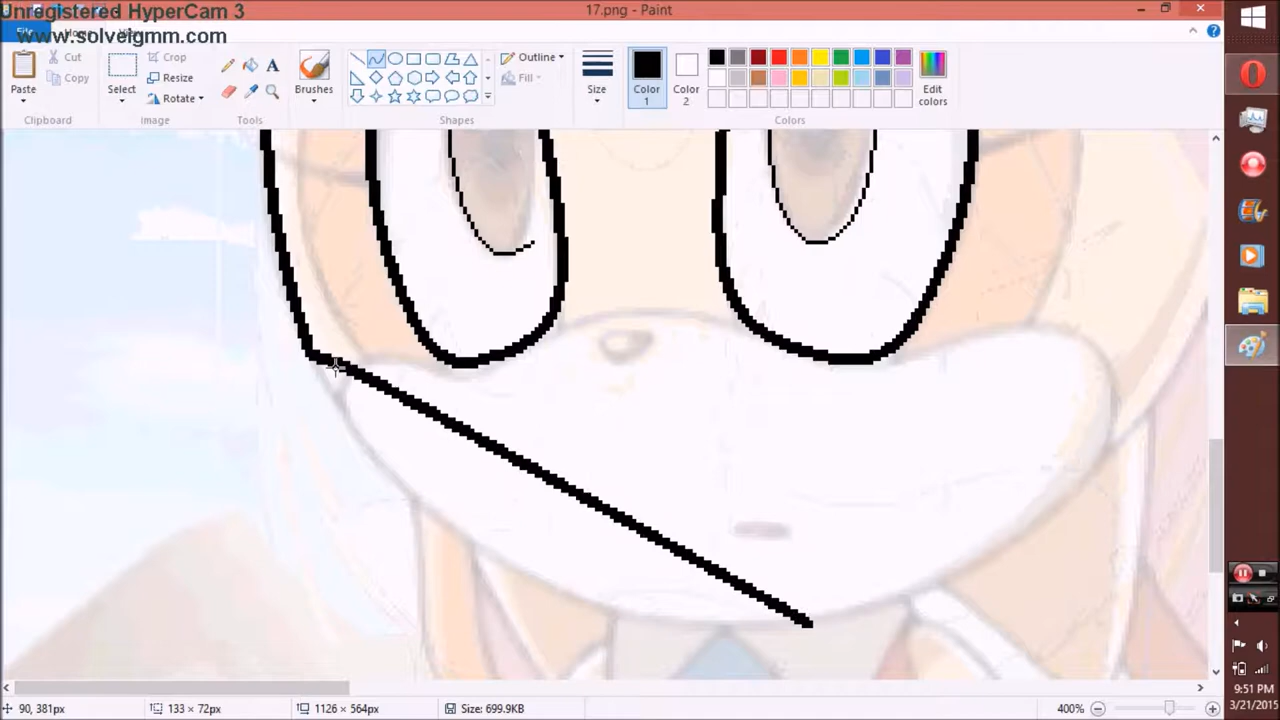 Unregistered HyperCam 3
www.solveigmm.com
17.png - Paint
File
View
Paste
Cut
Copy
Clipboard
Select
Crop
Resize
Rotate
Image
Tools
Brushes
Outline
Fill
Shapes
Size
Color 1
Color 2
Edit colors
Colors
90, 381px
133 × 72px
1126 × 564px
Size: 699.9KB
400%
9:51 PM
3/21/2015